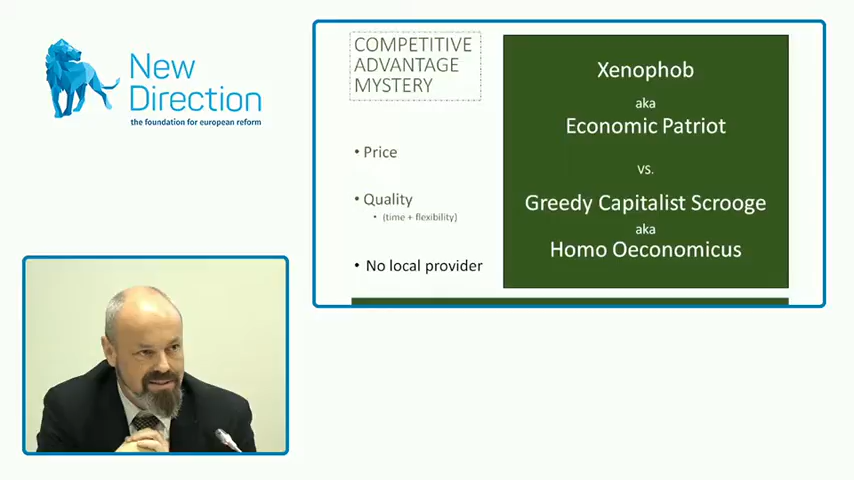 New
Direction
the foundation for european reform
COMPETITIVE
ADVANTAGE
MYSTERY
• Price
• Quality
• (time + flexibility)
• No local provider
Xenophob
aka
Economic Patriot
vs.
Greedy Capitalist Scrooge
aka
Homo Oeconomicus